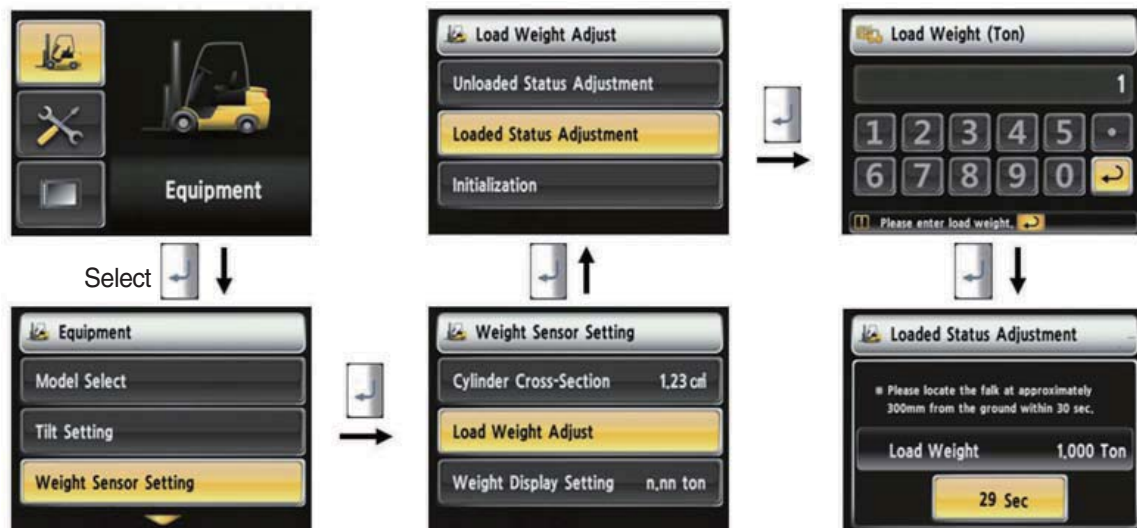 Equipment
Select
Equipment
Model Select
Tilt Setting
Weight Sensor Setting
Weight Sensor Setting
Cylinder Cross-Section 1.23 cm²
Load Weight Adjust
Weight Display Setting n.nn ton
Load Weight Adjust
Unloaded Status Adjustment
Loaded Status Adjustment
Initialization
Load Weight (Ton)
1
1 2 3 4 5 •
6 7 8 9 0
Please enter load weight.
Loaded Status Adjustment
Please locate the falk at approximately
300mm from the ground within 30 sec.
Load Weight 1.000 Ton
29 Sec